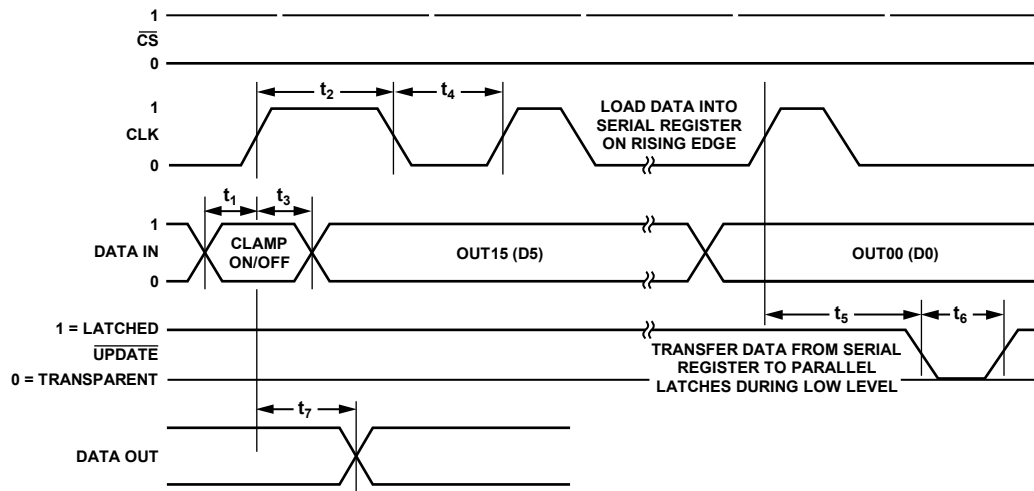 1
CS
0
t2
t4
1
CLK
0
LOAD DATA INTO
SERIAL REGISTER
ON RISING EDGE
t1
t3
1
DATA IN
0
CLAMP
ON/OFF
OUT15 (D5)
OUT00 (D0)
t5
t6
1 = LATCHED
UPDATE
0 = TRANSPARENT
TRANSFER DATA FROM SERIAL
REGISTER TO PARALLEL
LATCHES DURING LOW LEVEL
t7
DATA OUT